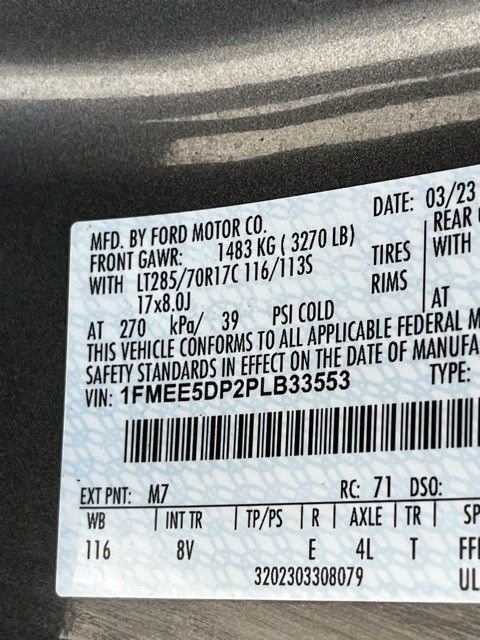 DATE: 03/23
MFD. BY FORD MOTOR CO.
FRONT GAWR: 1483 KG ( 3270 LB)
REAR
WITH LT285/70R17C 116/113S TIRES
WITH
17x8.0J RIMS
AT 270 kPa/ 39 PSI COLD
AT
THIS VEHICLE CONFORMS TO ALL APPLICABLE FEDERAL M
SAFETY STANDARDS IN EFFECT ON THE DATE OF MANUFA
VIN: 1FMEE5DP2PLB33553
TYPE:
EXT PNT: M7 RC: 71 DSO:
WB | INT TR | TP/PS | R | AXLE | TR | SP
116 8V E 4L T FF
3202303308079 UL